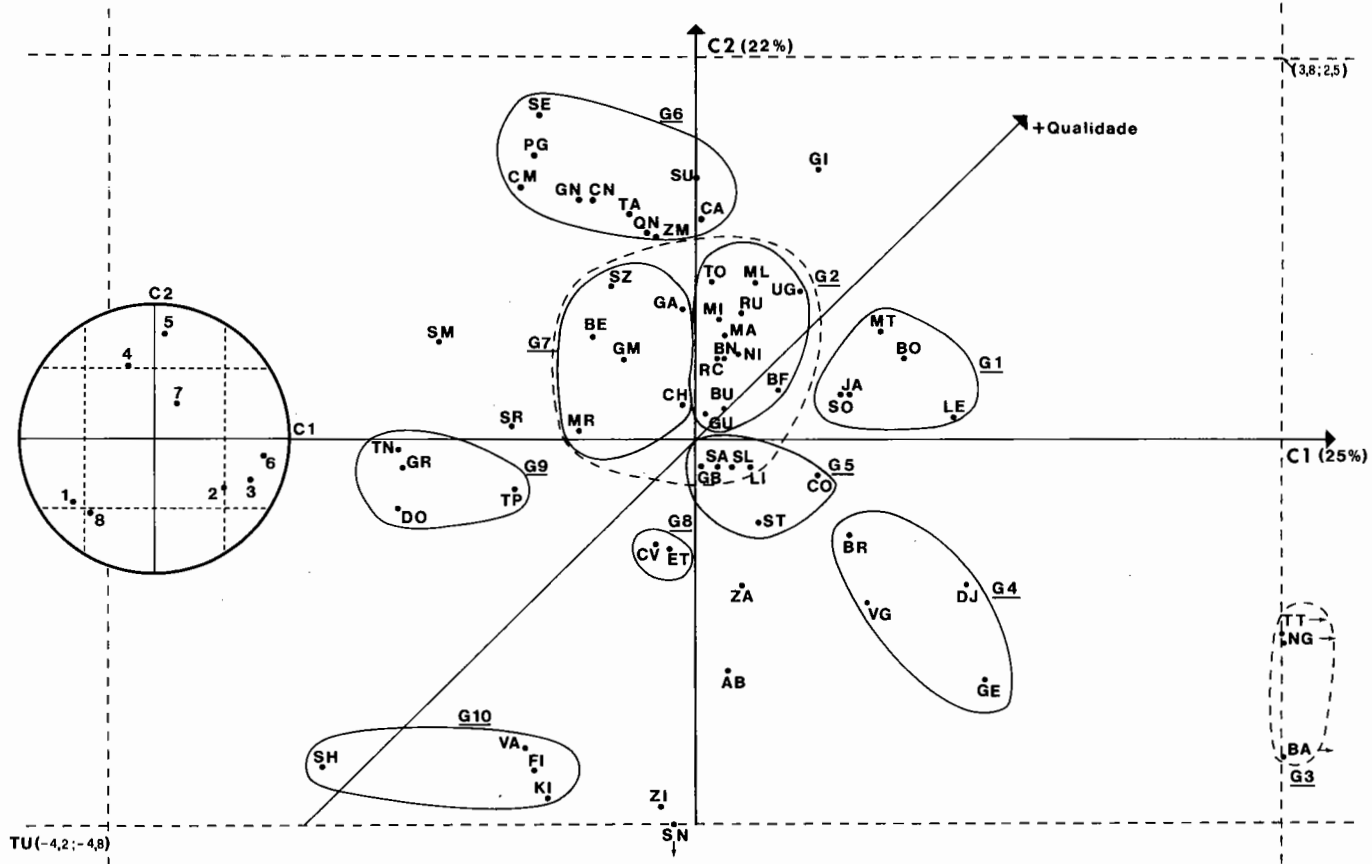 C2 (22%)
(3,8;2,5)
SE
G6
+Qualidade
PG
GI
CM
SU
GN CN
TA
CA
QN
ZM
SZ
TO
ML
G2
UG
C2
GA
MI
RU
5
SM
BE
MA
MT
4
G7
GM
BN
NI
BO
G1
RC
7
CH
BU
BF
JA
SO
LE
SR
MR
GU
C1
C1 (25%)
TN
GR
G9
SA SL
G5
6
GB
LI
CO
1
2
3
TP
8
DO
ST
G8
CV
ET
BR
ZA
DJ
G4
VG
TT
NG
AB
GE
G10
SH
VA
FI
BA
KI
G3
ZI
SN
TU(-4,2;-4,8)